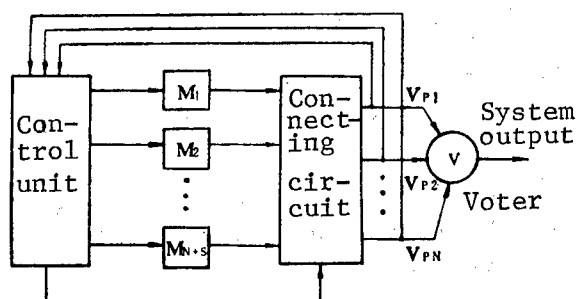 Con-
trol
unit
M1
M2
MN+S
Con-
nect-
ing
cir-
cuit
VP1
VP2
VPN
V
System
output
Voter